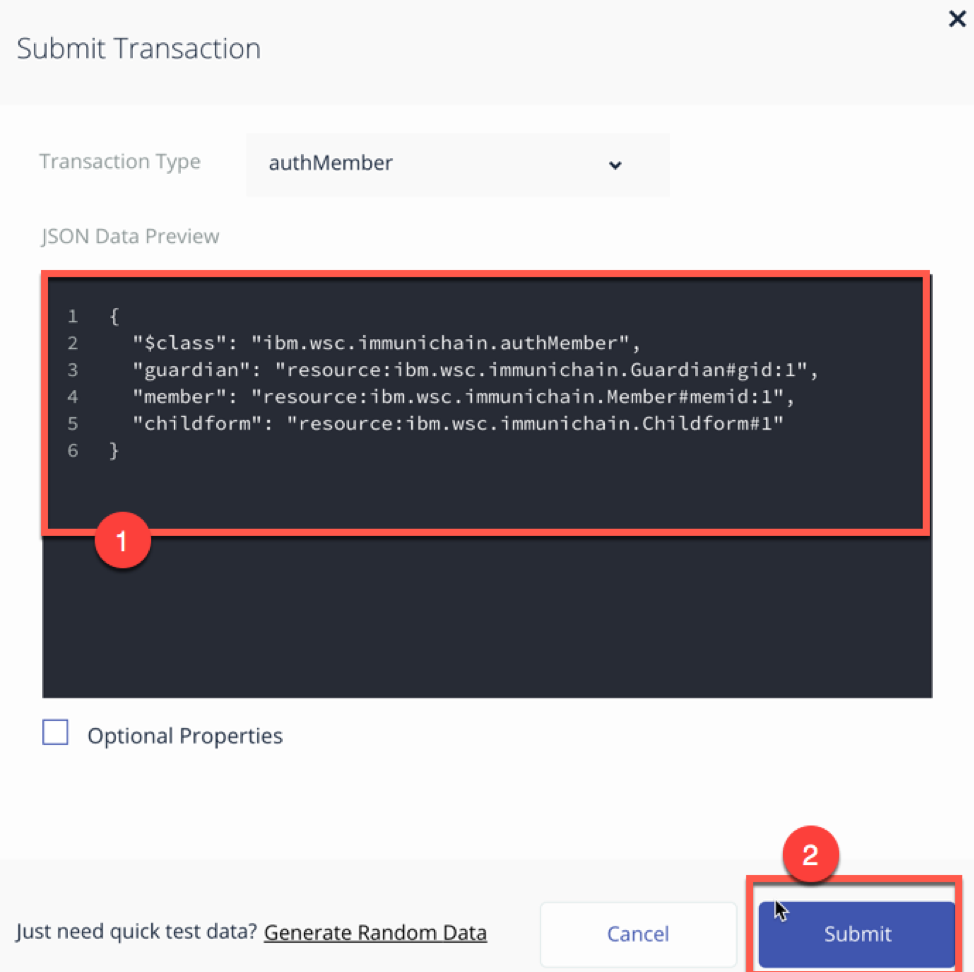 ×
Submit Transaction
Transaction Type authMember
JSON Data Preview
1 {
2 "$class": "ibm.wsc.immunichain.authMember",
3 "guardian": "resource:ibm.wsc.immunichain.Guardian#gid:1",
4 "member": "resource:ibm.wsc.immunichain.Member#memid:1",
5 "childform": "resource:ibm.wsc.immunichain.Childform#1"
6 }
1
Optional Properties
2
Just need quick test data? Generate Random Data Cancel Submit